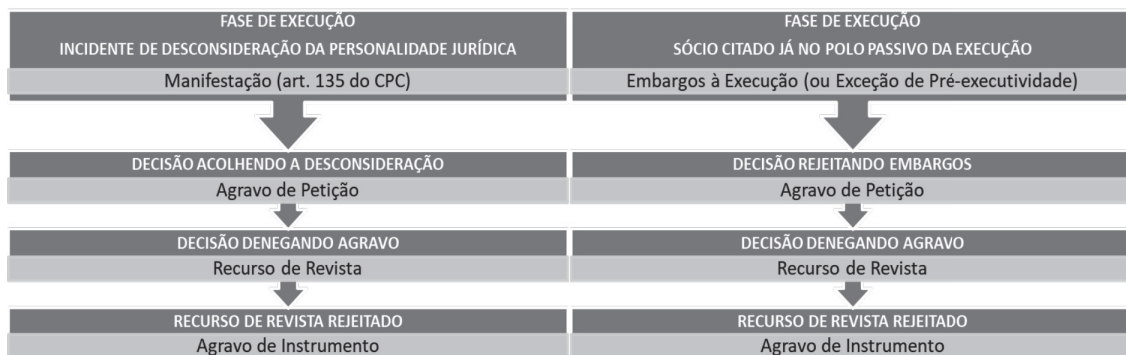 FASE DE EXECUÇÃO
INCIDENTE DE DESCONSIDERAÇÃO DA PERSONALIDADE JURÍDICA
Manifestação (art. 135 do CPC)
DECISÃO ACOLHENDO A DESCONSIDERAÇÃO
Agravo de Petição
DECISÃO DENEGANDO AGRAVO
Recurso de Revista
RECURSO DE REVISTA REJEITADO
Agravo de Instrumento
FASE DE EXECUÇÃO
SÓCIO CITADO JÁ NO POLO PASSIVO DA EXECUÇÃO
Embargos à Execução (ou Exceção de Pré-executividade)
DECISÃO REJEITANDO EMBARGOS
Agravo de Petição
DECISÃO DENEGANDO AGRAVO
Recurso de Revista
RECURSO DE REVISTA REJEITADO
Agravo de Instrumento